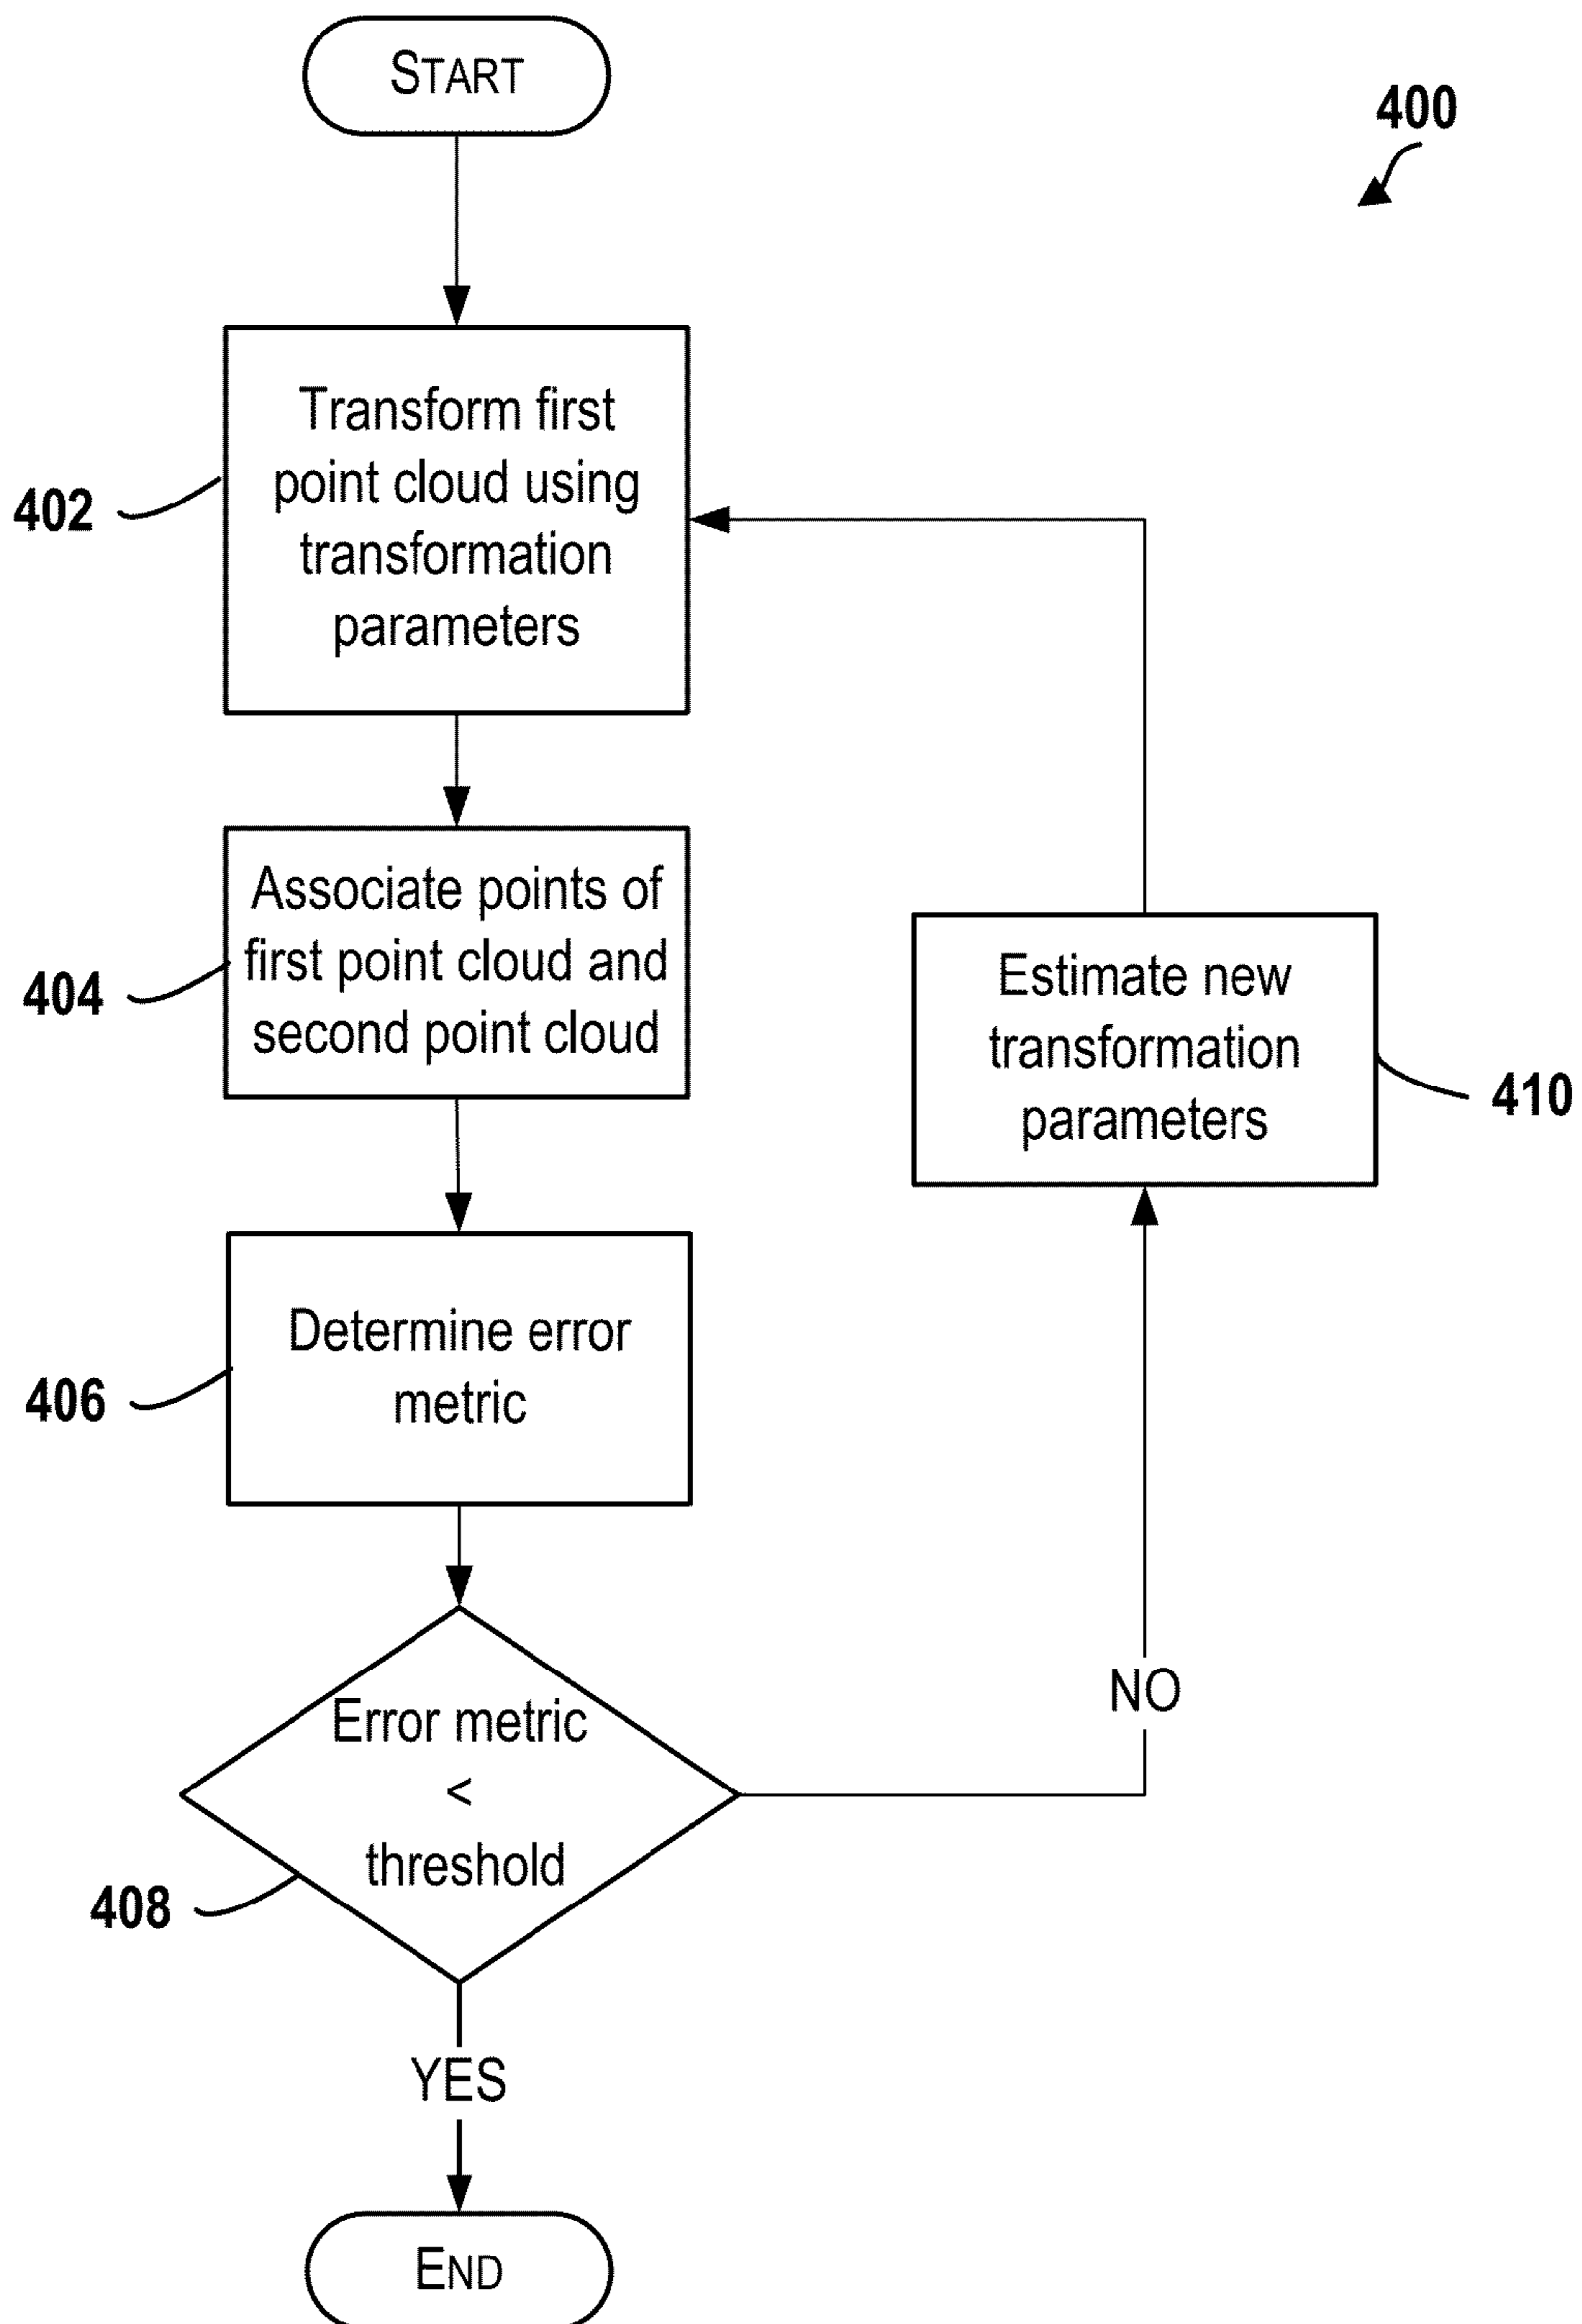 START
400
Transform first
point cloud using
transformation
parameters
402
Associate points of
first point cloud and
second point cloud
404
Estimate new
transformation
parameters
410
Determine error
metric
406
Error metric
<
threshold
408
NO
YES
END